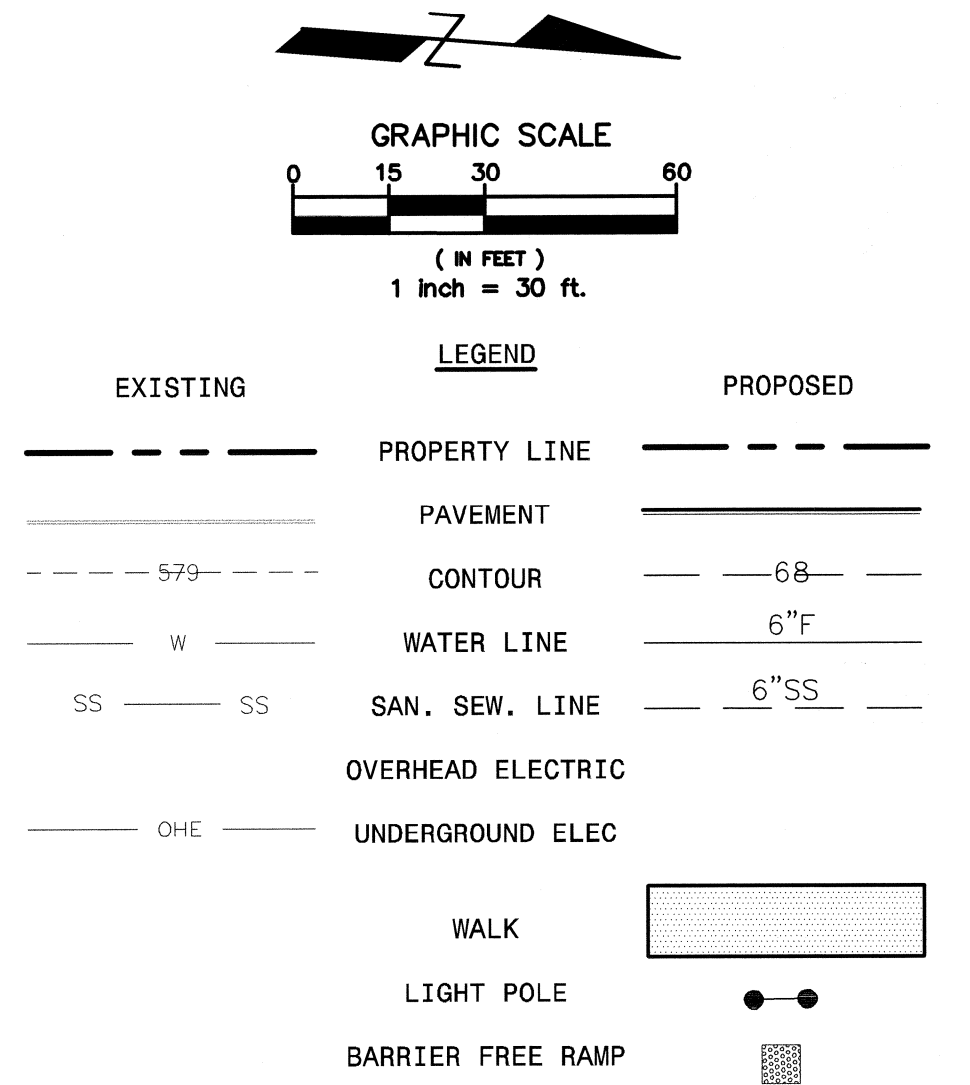 N
GRAPHIC SCALE
0 15 30 60
( IN FEET )
1 inch = 30 ft.
LEGEND
EXISTING PROPOSED
PROPERTY LINE
PAVEMENT
579 CONTOUR 68
W WATER LINE 6"F
SS SS SAN. SEW. LINE 6"SS
OVERHEAD ELECTRIC
OHE UNDERGROUND ELEC
WALK
LIGHT POLE
BARRIER FREE RAMP